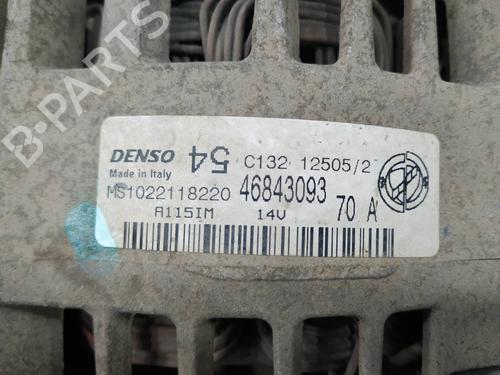 B-PARTS
DENSO 54 C132 12505/2
Made in Italy
MS1022118220 46843093
A115IM 14V 70 A